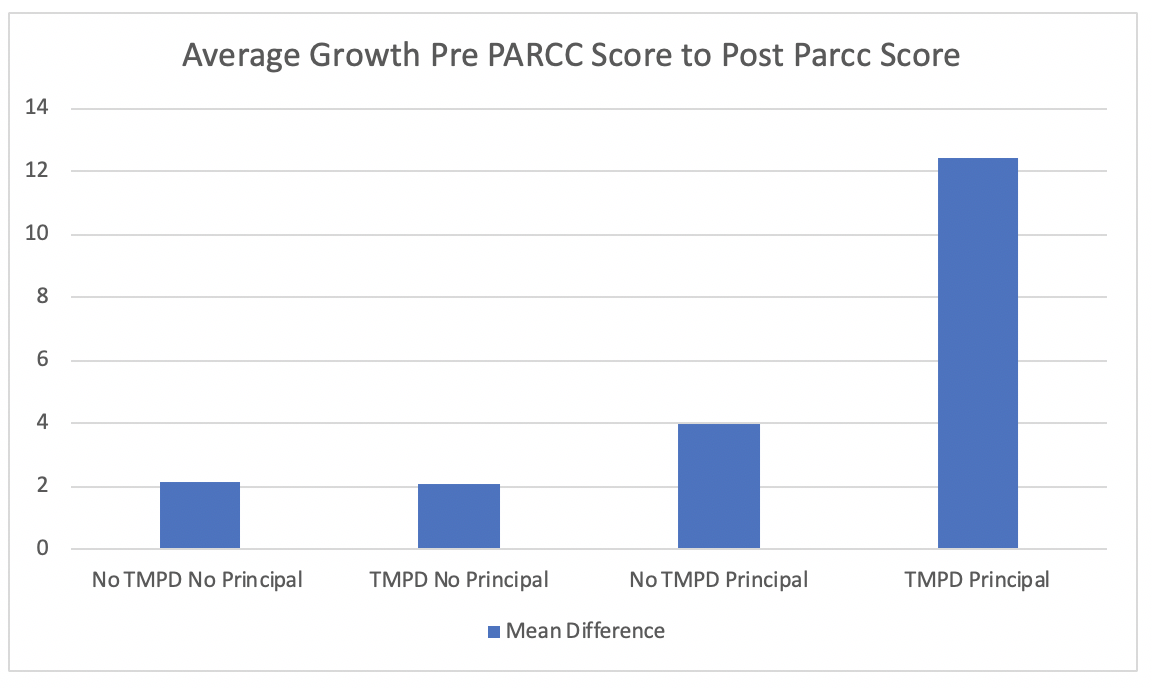 Average Growth Pre PARCC Score to Post Parcc Score
14
12
10
8
6
4
2
0
No TMPD No Principal TMPD No Principal No TMPD Principal TMPD Principal
Mean Difference